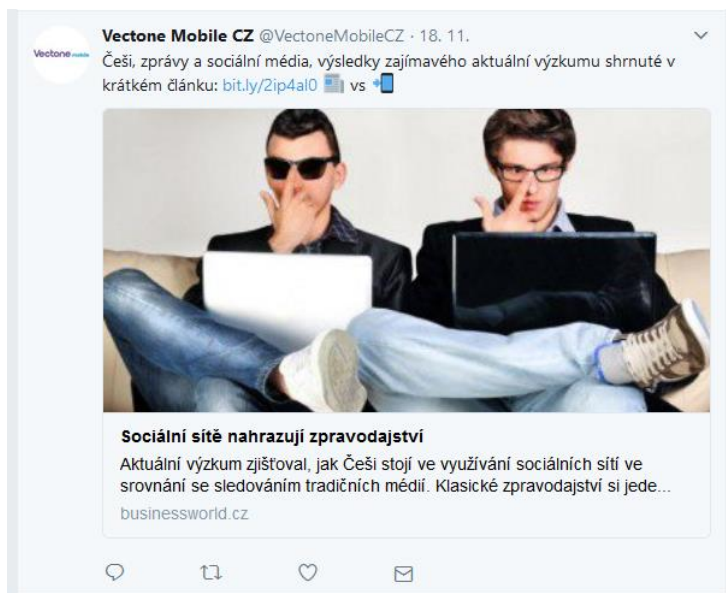 Vectone mobile
Vectone Mobile CZ @VectoneMobileCZ · 18. 11.
Češi, zprávy a sociální média, výsledky zajímavého aktuální výzkumu shrnuté v
krátkém článku: bit.ly/2ip4al0 📰 vs 📲
Sociální sítě nahrazují zpravodajství
Aktuální výzkum zjišťoval, jak Češi stojí ve využívání sociálních sítí ve
srovnání se sledováním tradičních médií. Klasické zpravodajství si jede...
businessworld.cz